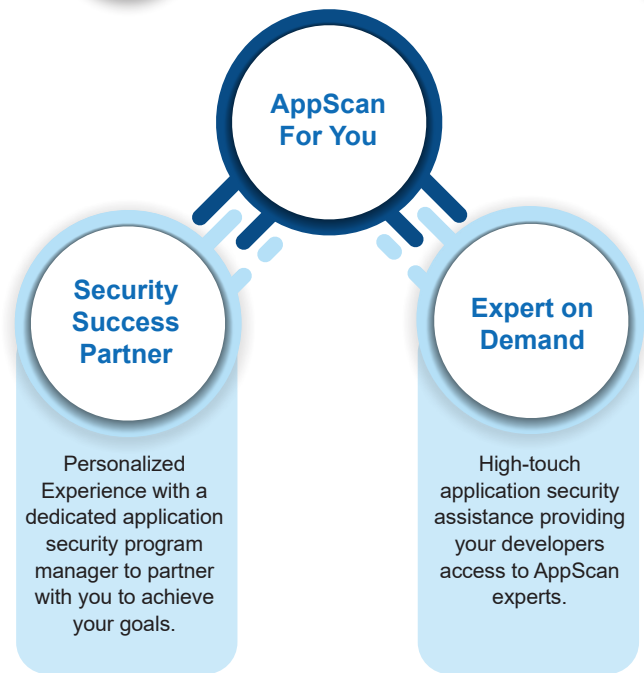 AppScan
For You
Security
Success
Partner
Personalized
Experience with a
dedicated application
security program
manager to partner
with you to achieve
your goals.
Expert on
Demand
High-touch
application security
assistance providing
your developers
access to AppScan
experts.